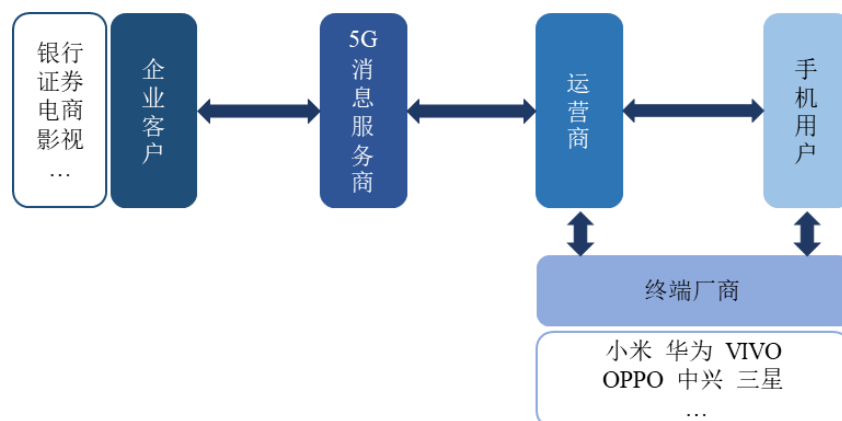 银行
证券
电商
影视
…
企业客户
5G
消息服务商
运营商
手机用户
终端厂商
小米 华为 VIVO
OPPO 中兴 三星
…